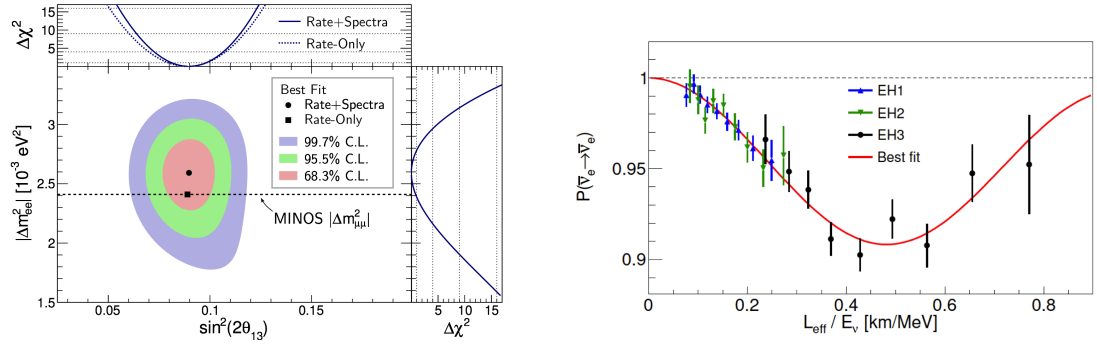 Δχ²
15
10
5
Rate+Spectra
Rate-Only
|Δm²ee| [10⁻³ eV²]
3.0
2.5
2.0
1.5
Best Fit
Rate+Spectra
Rate-Only
99.7% C.L.
95.5% C.L.
68.3% C.L.
MINOS |Δm²μμ|
0.05
0.1
0.15
sin²(2θ₁₃)
5
10
15
Δχ²
P(ν̄e→ν̄e)
1
0.95
0.9
EH1
EH2
EH3
Best fit
0
0.2
0.4
0.6
0.8
Leff / Eν [km/MeV]